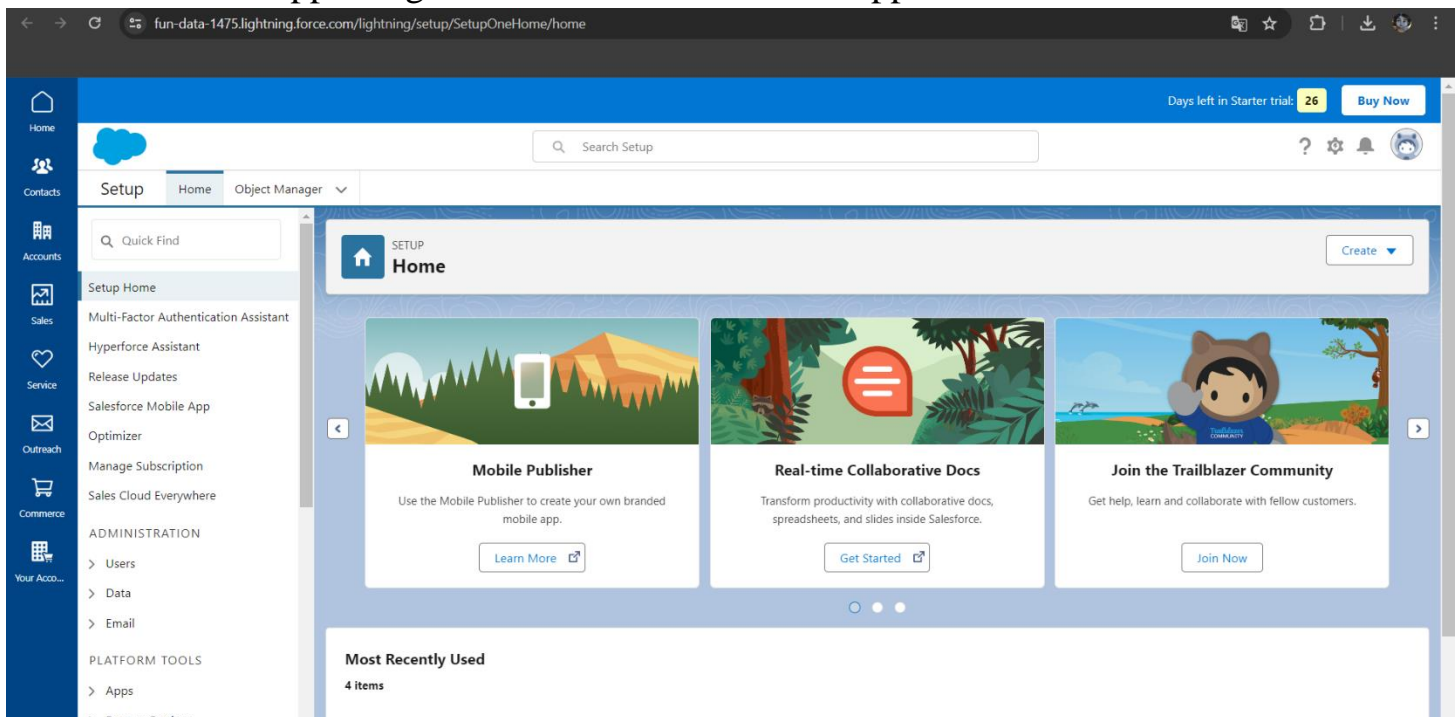 fun-data-1475.lightning.force.com/lightning/setup/SetupOneHome/home
Days left in Starter trial: 26
Buy Now
Home
Contacts
Accounts
Sales
Service
Outreach
Commerce
Your Acco...
Search Setup
Setup
Home
Object Manager
Quick Find
Setup Home
Multi-Factor Authentication Assistant
Hyperforce Assistant
Release Updates
Salesforce Mobile App
Optimizer
Manage Subscription
Sales Cloud Everywhere
ADMINISTRATION
Users
Data
Email
PLATFORM TOOLS
Apps
SETUP
Home
Create
Mobile Publisher
Use the Mobile Publisher to create your own branded
mobile app.
Learn More
Real-time Collaborative Docs
Transform productivity with collaborative docs,
spreadsheets, and slides inside Salesforce.
Get Started
Trailblazer
COMMUNITY
Join the Trailblazer Community
Get help, learn and collaborate with fellow customers.
Join Now
Most Recently Used
4 items